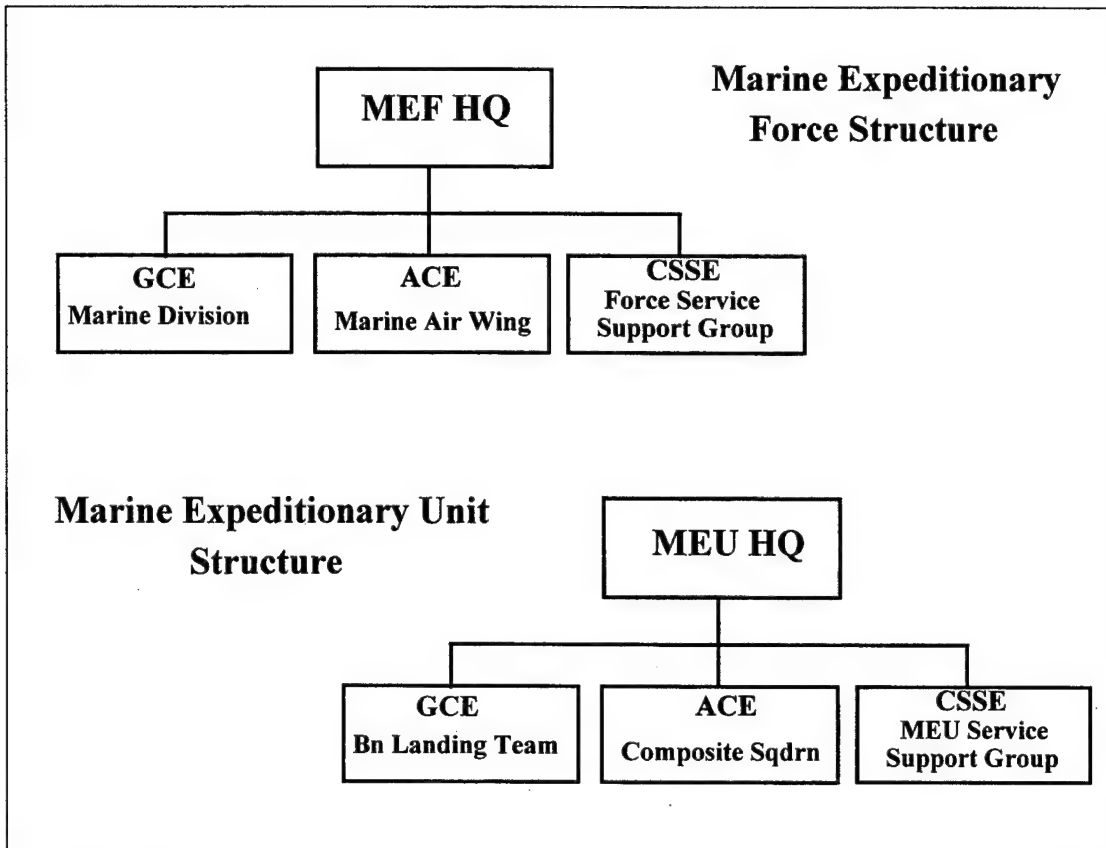 Marine Expeditionary
Force Structure
MEF HQ
GCE
Marine Division
ACE
Marine Air Wing
CSSE
Force Service
Support Group
Marine Expeditionary Unit
Structure
MEU HQ
GCE
Bn Landing Team
ACE
Composite Sqdrn
CSSE
MEU Service
Support Group